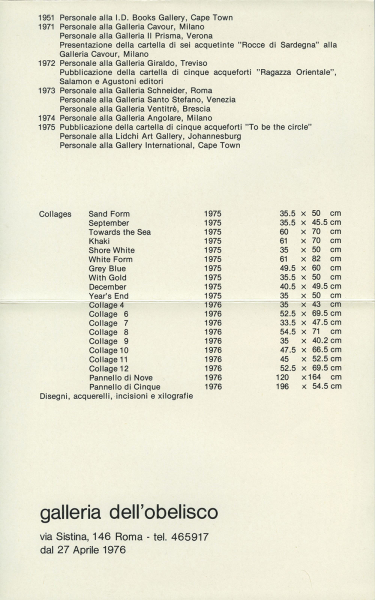 1951 Personale alla I.D. Books Gallery, Cape Town
1971 Personale alla Galleria Cavour, Milano
Personale alla Galleria Il Prisma, Verona
Presentazione della cartella di sei acquetinte "Rocce di Sardegna" alla
Galleria Cavour, Milano
1972 Personale alla Galleria Giraldo, Treviso
Pubblicazione della cartella di cinque acqueforti "Ragazza Orientale",
Salamon e Agustoni editori
1973 Personale alla Galleria Schneider, Roma
Personale alla Galleria Santo Stefano, Venezia
Personale alla Galleria Ventitrè, Brescia
1974 Personale alla Galleria Angolare, Milano
1975 Pubblicazione della cartella di cinque acqueforti "To be the circle"
Personale alla Lidchi Art Gallery, Johannesburg
Personale alla Gallery International, Cape Town
Collages Sand Form 1975 35.5 × 50 cm
September 1975 35.5 × 45.5 cm
Towards the Sea 1975 60 × 70 cm
Khaki 1975 61 × 70 cm
Shore White 1975 35 × 50 cm
White Form 1975 61 × 82 cm
Grey Blue 1975 49.5 × 60 cm
With Gold 1975 35.5 × 50 cm
December 1975 40.5 × 49.5 cm
Year's End 1975 35 × 50 cm
Collage 4 1976 35 × 43 cm
Collage 6 1976 52.5 × 69.5 cm
Collage 7 1976 33.5 × 47.5 cm
Collage 8 1976 54.5 × 71 cm
Collage 9 1976 35 × 40.2 cm
Collage 10 1976 47.5 × 66.5 cm
Collage 11 1976 45 × 52.5 cm
Collage 12 1976 52.5 × 69.5 cm
Pannello di Nove 1976 120 × 164 cm
Pannello di Cinque 1976 196 × 54.5 cm
Disegni, acquerelli, incisioni e xilografie
galleria dell'obelisco
via Sistina, 146 Roma - tel. 465917
dal 27 Aprile 1976